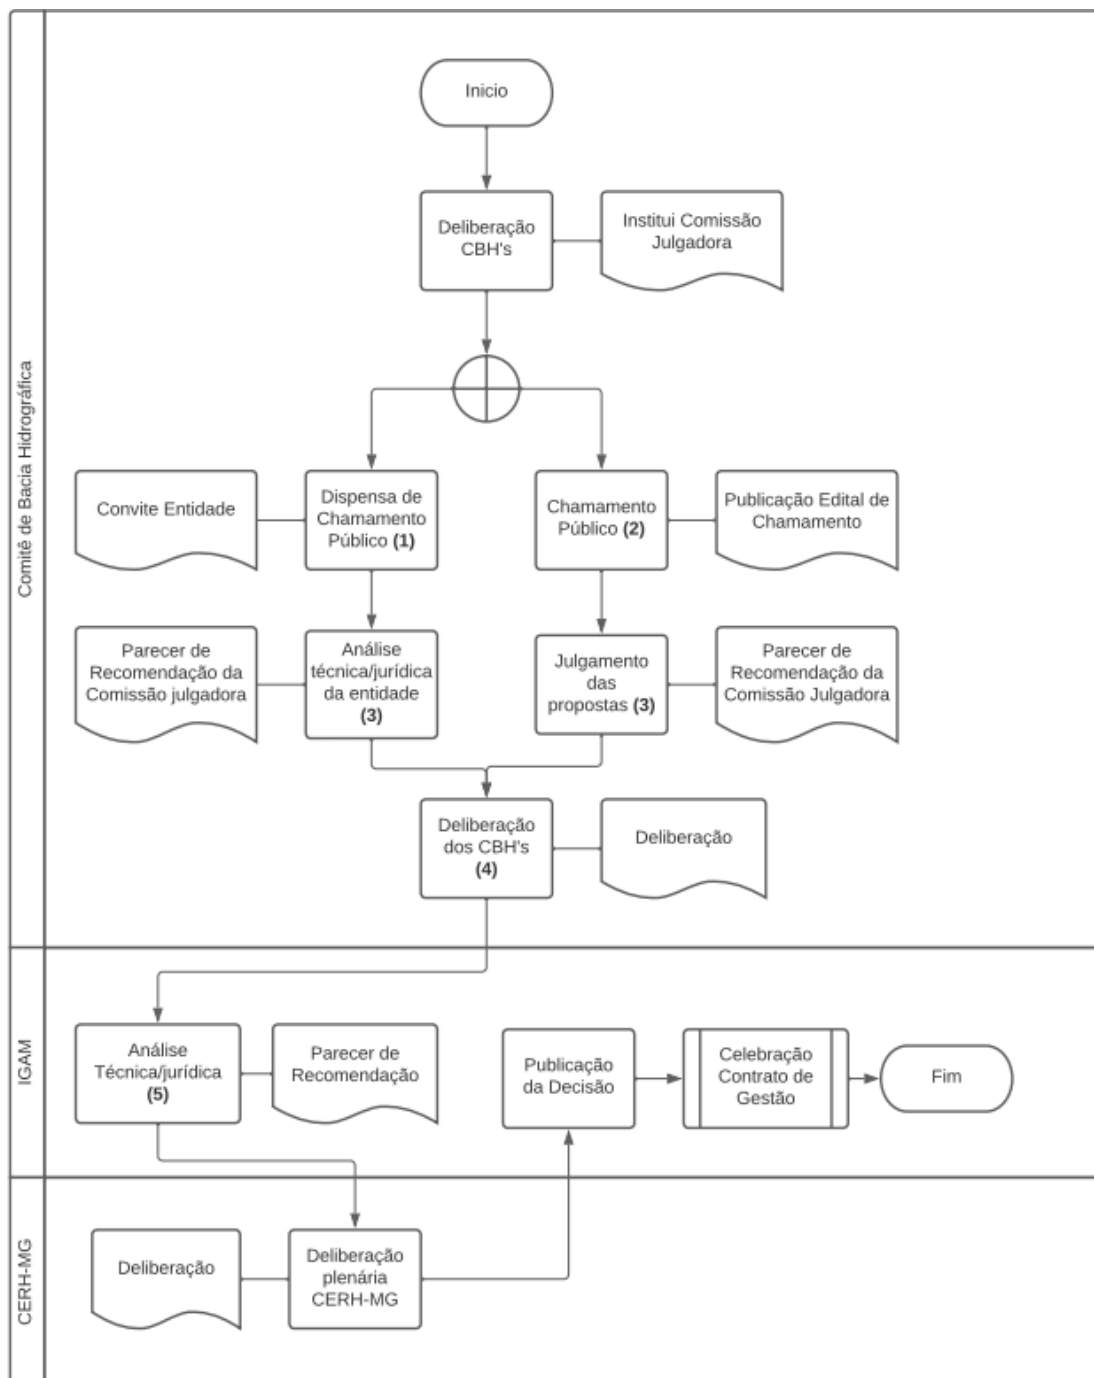 Inicio
Deliberação
CBH's
Institui Comissão
Julgadora
Comitê de Bacia Hidrográfica
Convite Entidade
Dispensa de
Chamamento
Público (1)
Chamamento
Público (2)
Publicação Edital de
Chamamento
Parecer de
Recomendação da
Comissão julgadora
Análise
técnica/jurídica
da entidade
(3)
Julgamento
das
propostas (3)
Parecer de
Recomendação da
Comissão Julgadora
Deliberação
dos CBH's
(4)
Deliberação
IGAM
Análise
Técnica/jurídica
(5)
Parecer de
Recomendação
Publicação
da Decisão
Celebração
Contrato de
Gestão
Fim
CERH-MG
Deliberação
Deliberação
plenária
CERH-MG